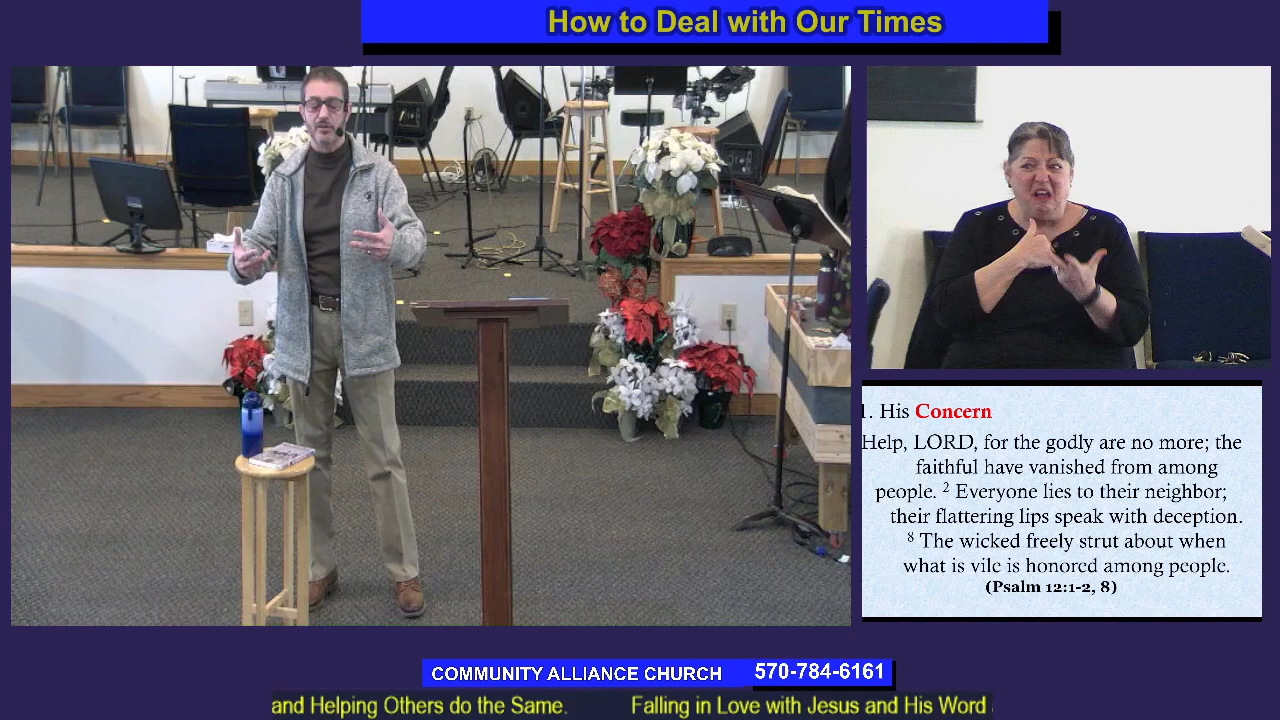 How to Deal with Our Times
1. His Concern
Help, LORD, for the godly are no more; the
faithful have vanished from among
people. 2 Everyone lies to their neighbor;
their flattering lips speak with deception.
8 The wicked freely strut about when
what is vile is honored among people.
(Psalm 12:1-2, 8)
COMMUNITY ALLIANCE CHURCH 570-784-6161
and Helping Others do the Same. Falling in Love with Jesus and His Word